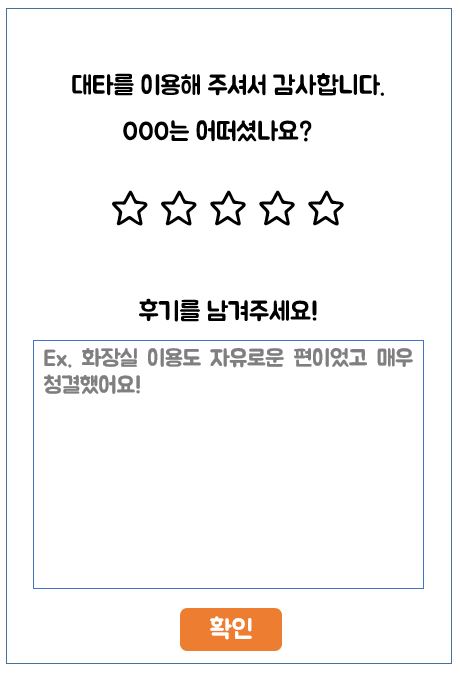 대타를 이용해 주셔서 감사합니다.
OOO는 어떠셨나요?
후기를 남겨주세요!
Ex. 화장실 이용도 자유로운 편이었고 매우
청결했어요!
확인